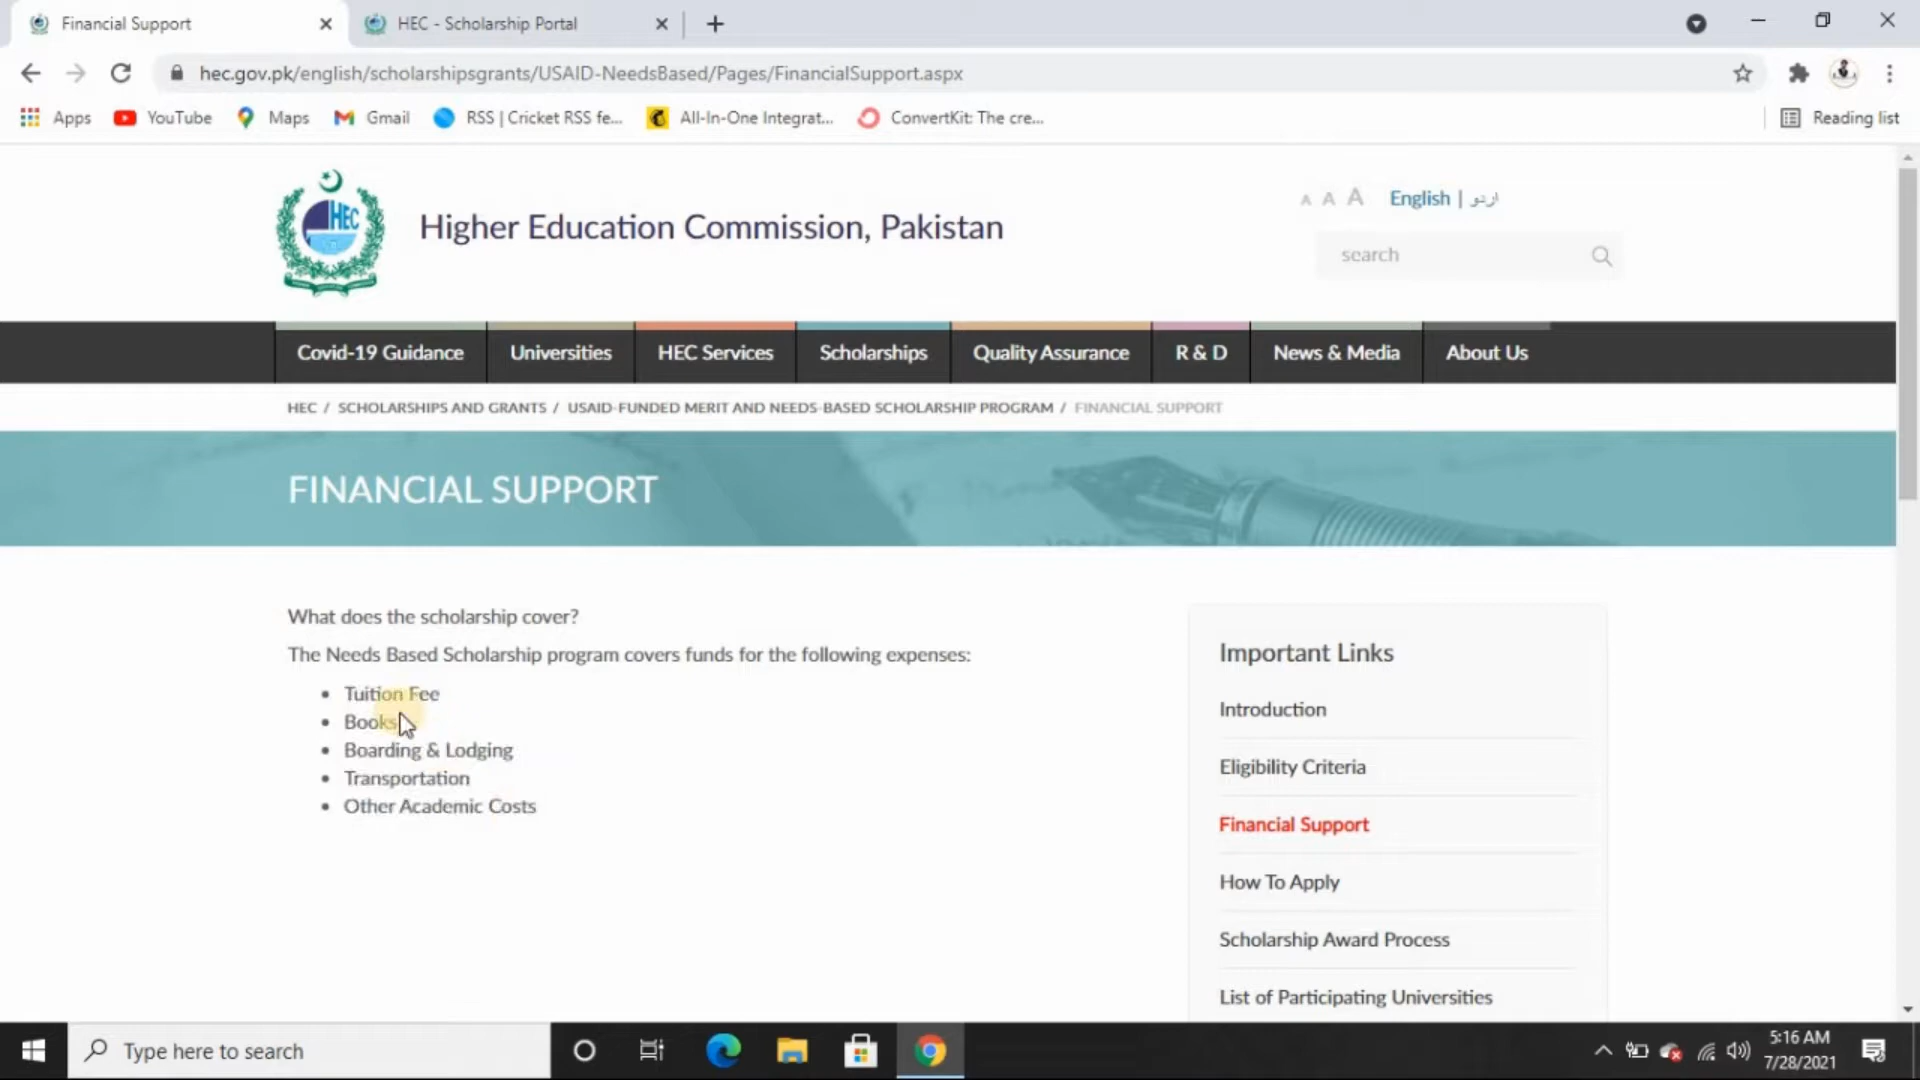 Financial Support
HEC - Scholarship Portal
hec.gov.pk/english/scholarshipsgrants/USAID-NeedsBased/Pages/FinancialSupport.aspx
Apps
YouTube
Maps
Gmail
RSS | Cricket RSS fe...
All-In-One Integrat...
ConvertKit: The cre...
Reading list
HEC
Higher Education Commission, Pakistan
A A A
English | اردو
search
Covid-19 Guidance
Universities
HEC Services
Scholarships
Quality Assurance
R & D
News & Media
About Us
HEC / SCHOLARSHIPS AND GRANTS / USAID-FUNDED MERIT AND NEEDS-BASED SCHOLARSHIP PROGRAM / FINANCIAL SUPPORT
FINANCIAL SUPPORT
What does the scholarship cover?
The Needs Based Scholarship program covers funds for the following expenses:
• Tuition Fee
• Books
• Boarding & Lodging
• Transportation
• Other Academic Costs
Important Links
Introduction
Eligibility Criteria
Financial Support
How To Apply
Scholarship Award Process
List of Participating Universities
Type here to search
5:16 AM
7/28/2021